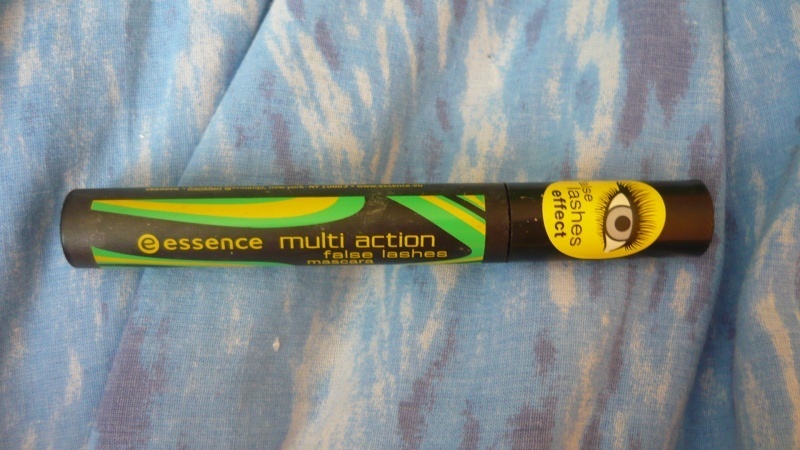 essence multi action
false lashes
mascara
lashes
effect